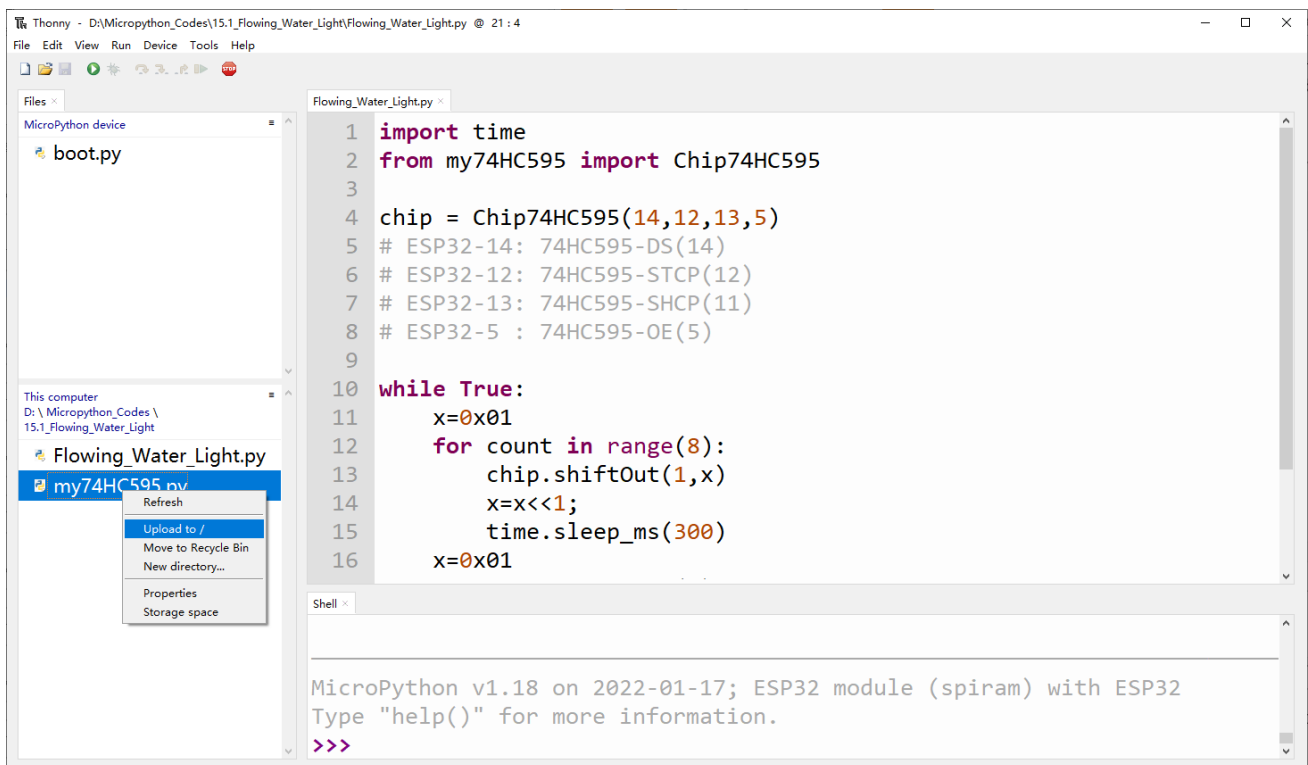 Thonny - D:\Micropython_Codes\15.1_Flowing_Water_Light\Flowing_Water_Light.py @ 21 : 4
File Edit View Run Device Tools Help
STOP
Files
MicroPython device
boot.py
This computer
D: \ Micropython_Codes \
15.1_Flowing_Water_Light
Flowing_Water_Light.py
my74HC595.py
Refresh
Upload to /
Move to Recycle Bin
New directory...
Properties
Storage space
Flowing_Water_Light.py
1 import time
2 from my74HC595 import Chip74HC595
3
4 chip = Chip74HC595(14,12,13,5)
5 # ESP32-14: 74HC595-DS(14)
6 # ESP32-12: 74HC595-STCP(12)
7 # ESP32-13: 74HC595-SHCP(11)
8 # ESP32-5 : 74HC595-OE(5)
9
10 while True:
11     x=0x01
12     for count in range(8):
13         chip.shiftOut(1,x)
14         x=x<<1;
15         time.sleep_ms(300)
16     x=0x01
Shell
MicroPython v1.18 on 2022-01-17; ESP32 module (spiram) with ESP32
Type "help()" for more information.
>>>